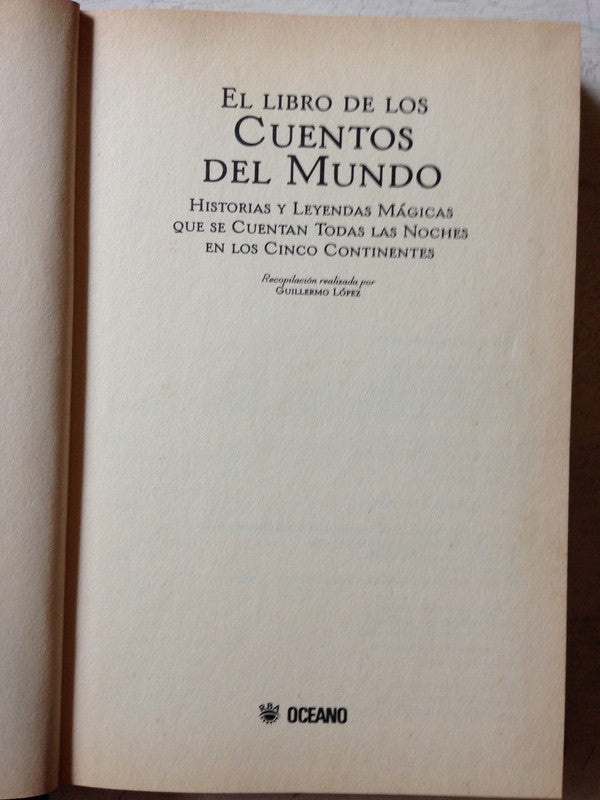 El libro de los
Cuentos
del Mundo
Historias y Leyendas Mágicas
que se Cuentan Todas las Noches
en los Cinco Continentes
Recopilación realizada por
Guillermo López
OCEANO